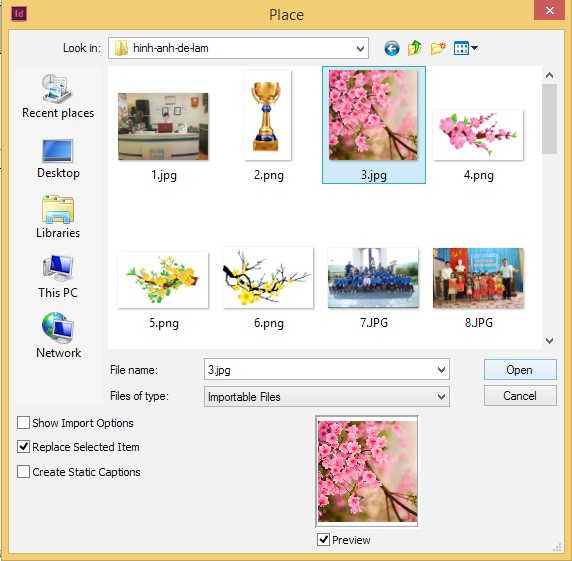 Id
Place
Look in:
hinh-anh-de-lam
Recent places
Desktop
Libraries
This PC
Network
1.jpg
2.png
3.jpg
4.png
5.png
6.png
7.JPG
8.JPG
File name:
3.jpg
Open
Files of type:
Importable Files
Cancel
Show Import Options
Replace Selected Item
Create Static Captions
Preview